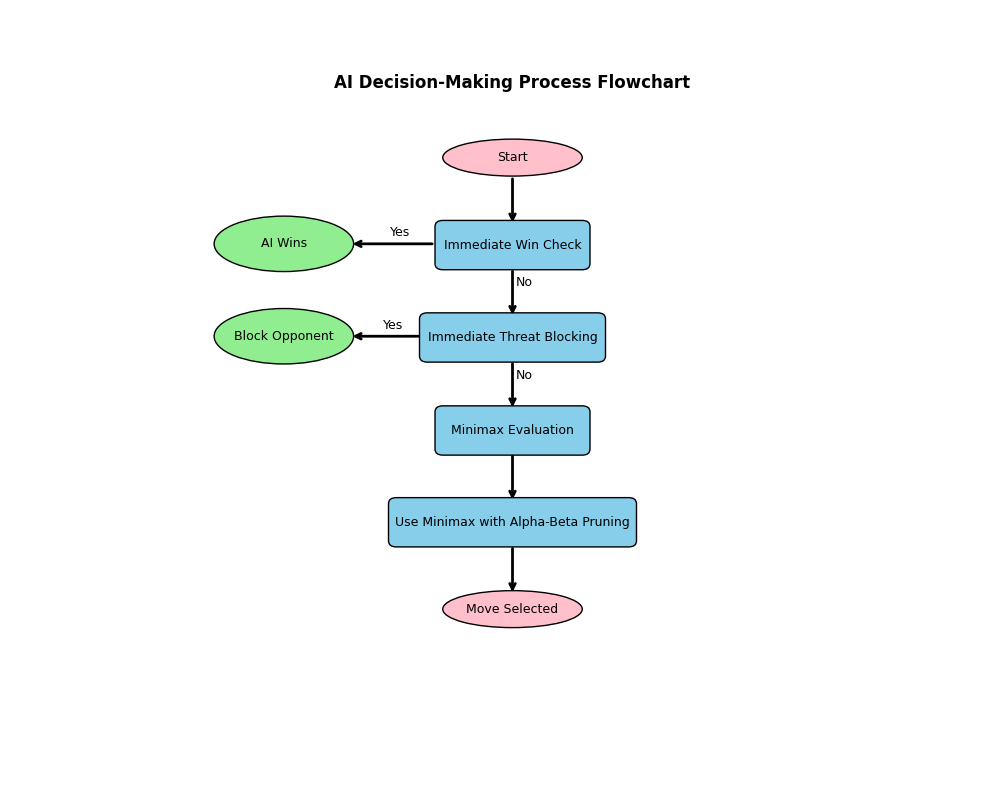 AI Decision-Making Process Flowchart
Start
AI Wins
Yes
Immediate Win Check
No
Block Opponent
Yes
Immediate Threat Blocking
No
Minimax Evaluation
Use Minimax with Alpha-Beta Pruning
Move Selected